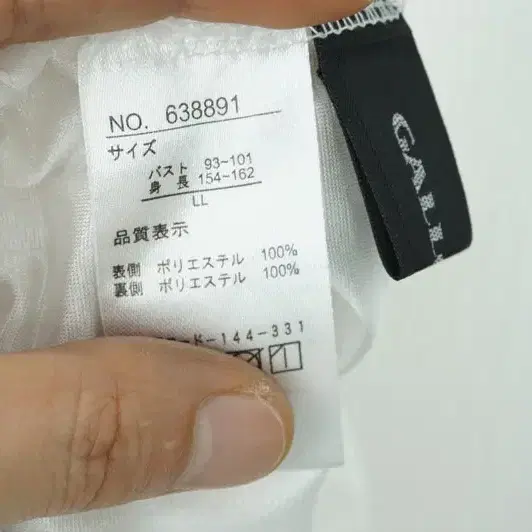 NO. 638891
サイズ
バスト 93~101
身長 154~162
LL
品質表示
表側 ポリエステル 100%
裏側 ポリエステル 100%
ド-144-331